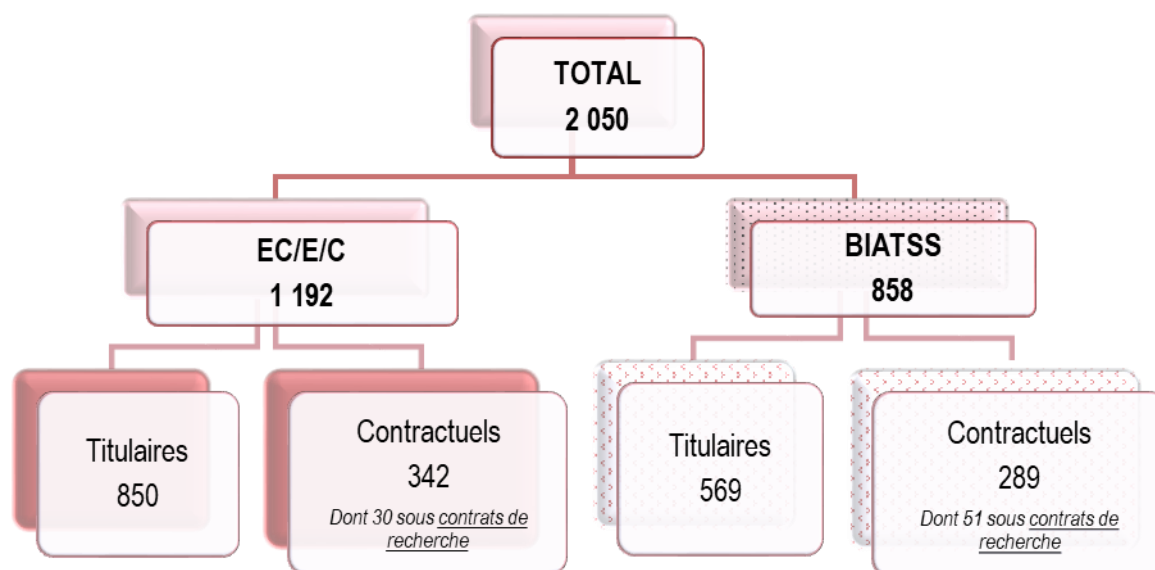 TOTAL
2 050
EC/E/C
1 192
BIATSS
858
Titulaires
850
Contractuels
342
Dont 30 sous contrats de
recherche
Titulaires
569
Contractuels
289
Dont 51 sous contrats de
recherche